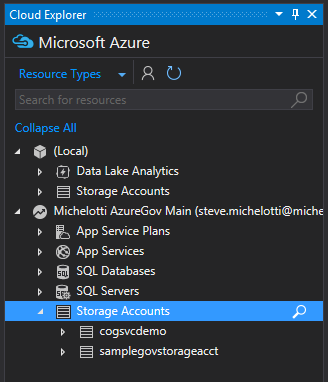 Cloud Explorer
Microsoft Azure
Resource Types
Search for resources
Collapse All
(Local)
Data Lake Analytics
Storage Accounts
Michelotti AzureGov Main (steve.michelotti@miche
App Service Plans
App Services
SQL Databases
SQL Servers
Storage Accounts
cogsvcdemo
samplegovstorageacct